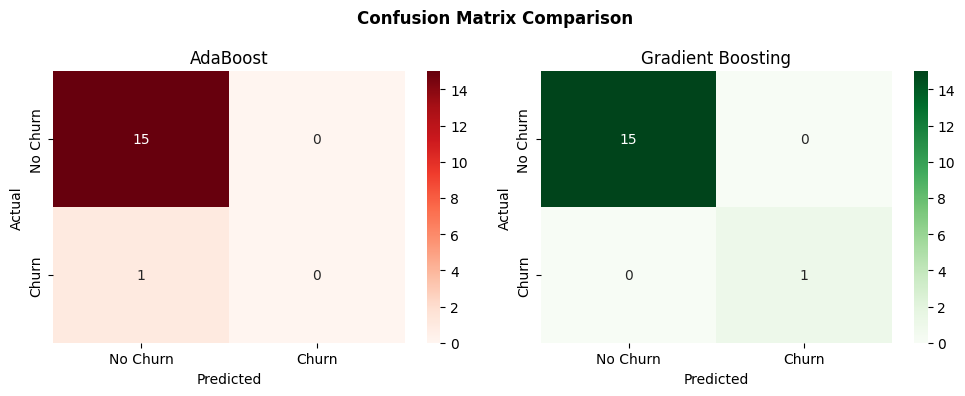 Confusion Matrix Comparison
AdaBoost
No Churn
Churn
Actual
15
0
1
0
No Churn
Churn
Predicted
14
12
10
8
6
4
2
0
Gradient Boosting
No Churn
Churn
Actual
15
0
0
1
No Churn
Churn
Predicted
14
12
10
8
6
4
2
0